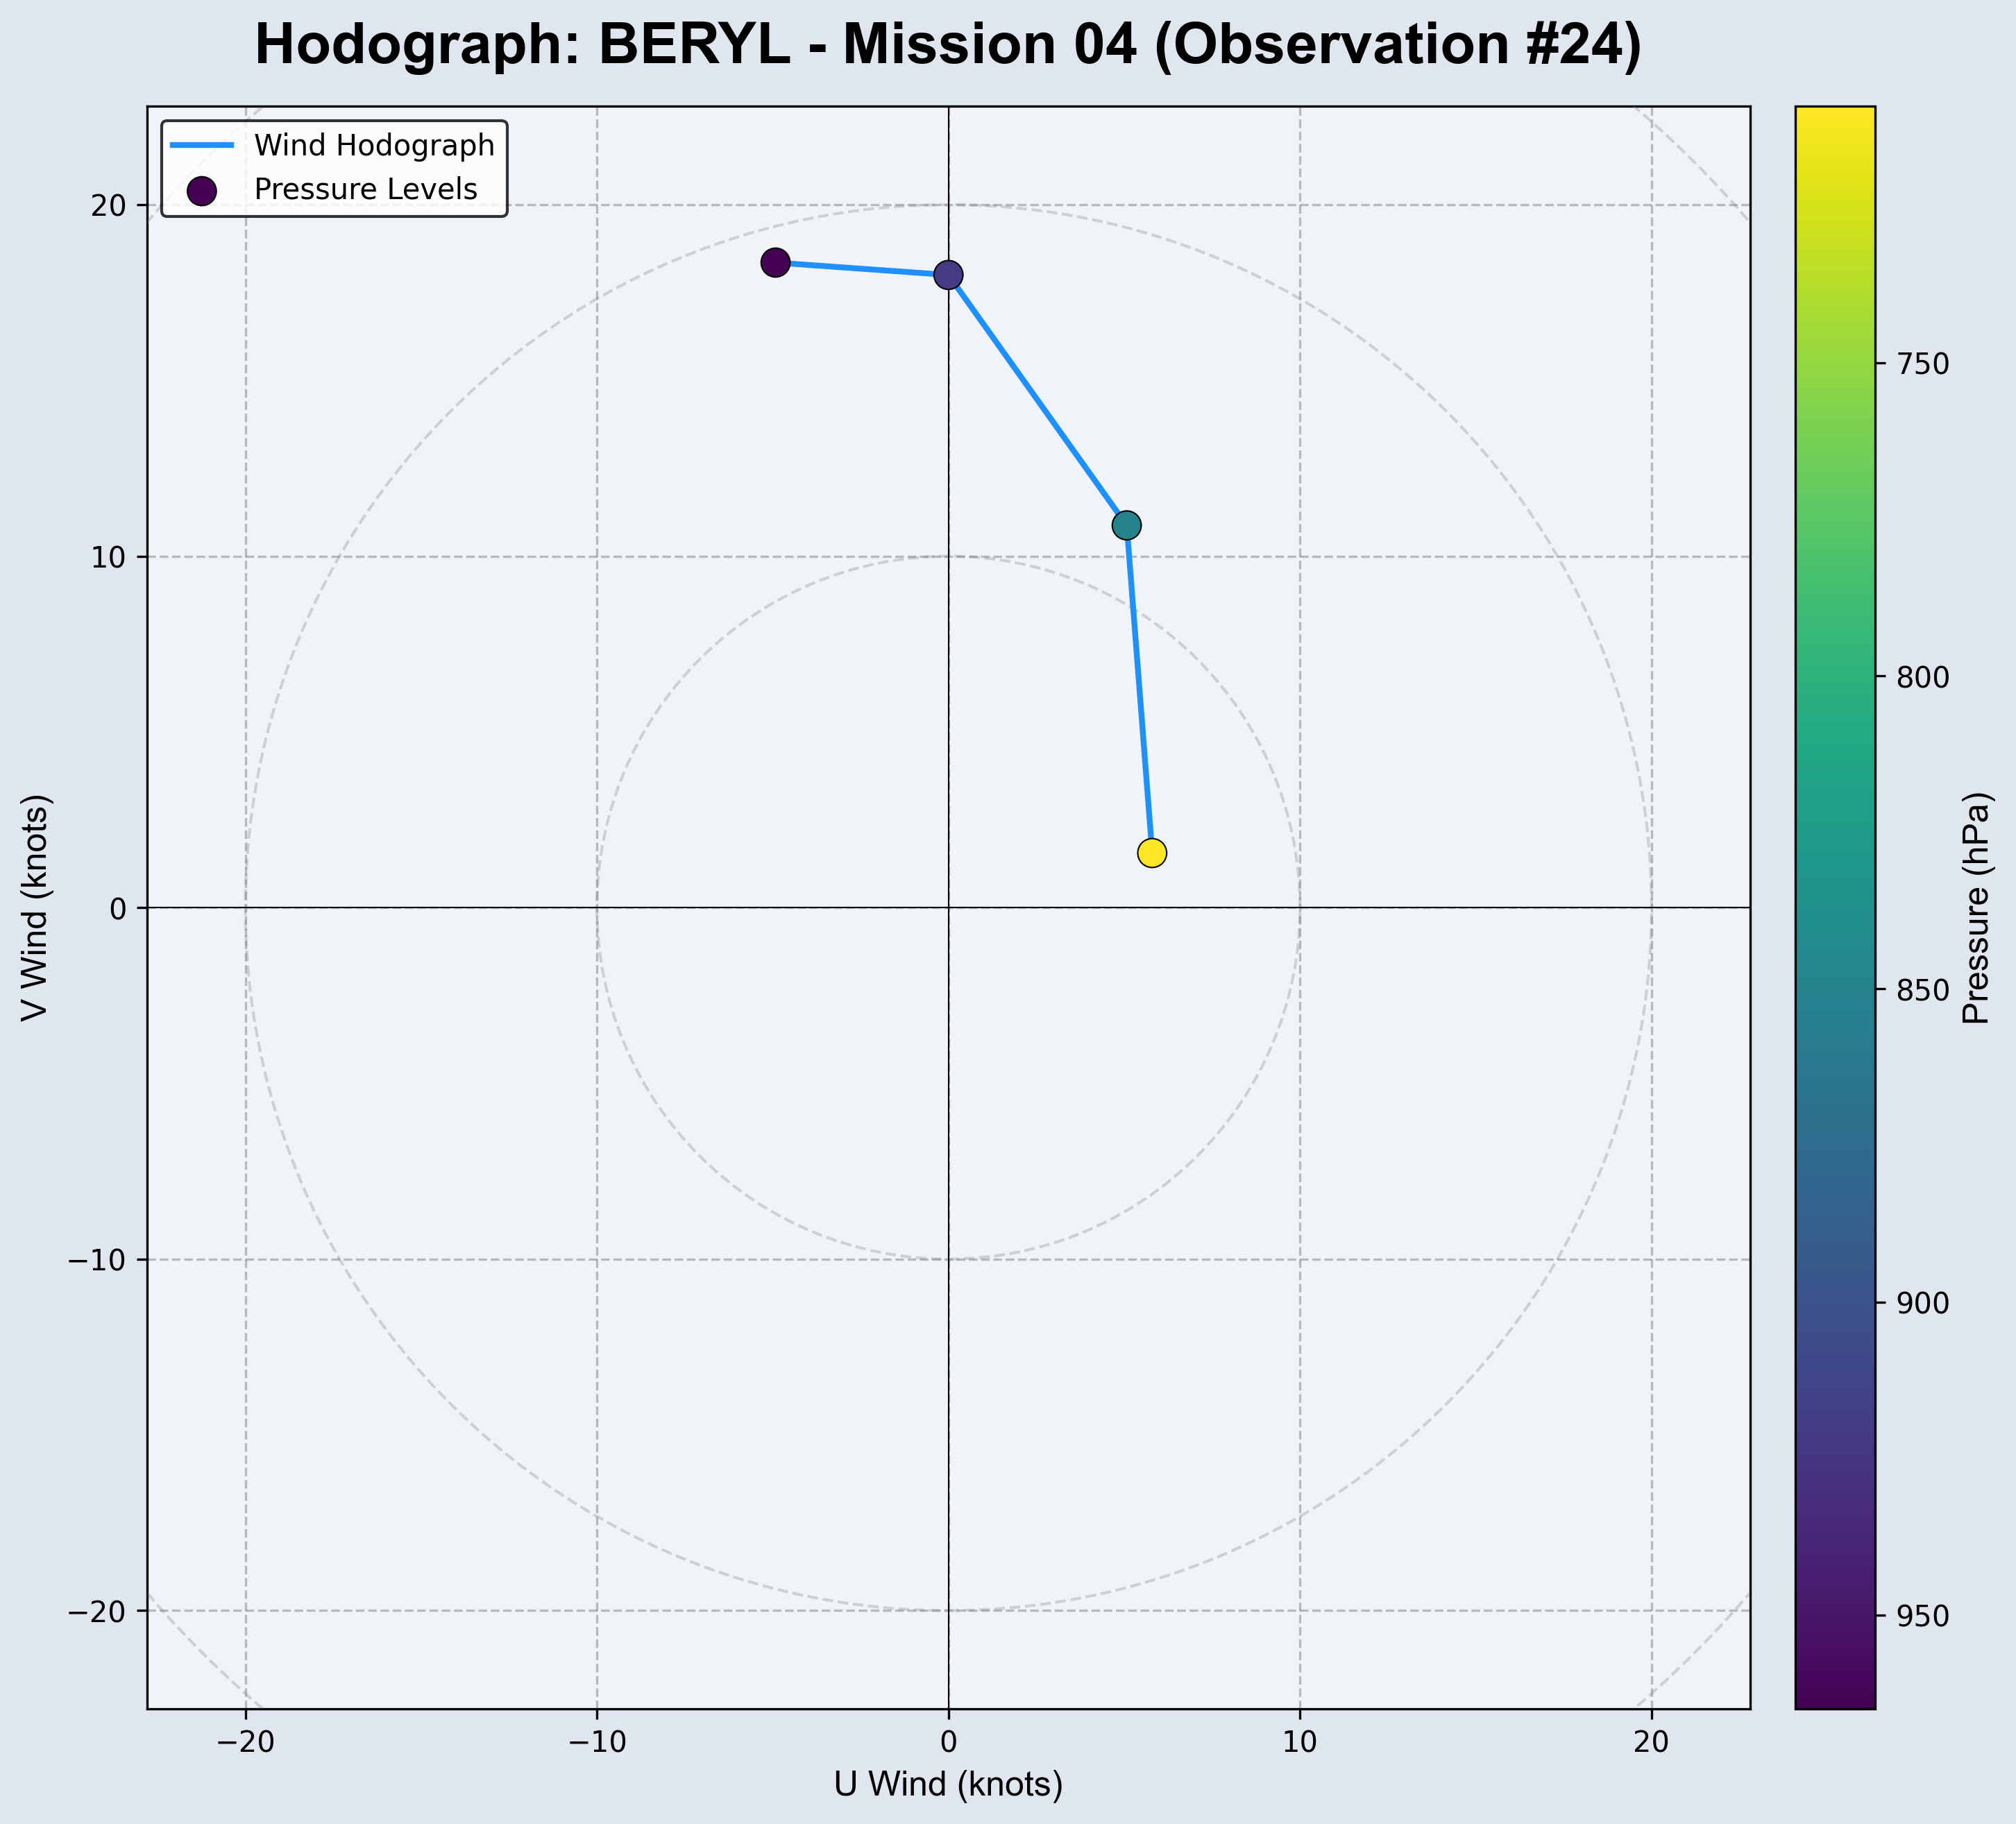 Hodograph: BERYL - Mission 04 (Observation #24)
Wind Hodograph
Pressure Levels
20
10
0
−10
−20
V Wind (knots)
−20
−10
0
10
20
U Wind (knots)
750
800
850
900
950
Pressure (hPa)